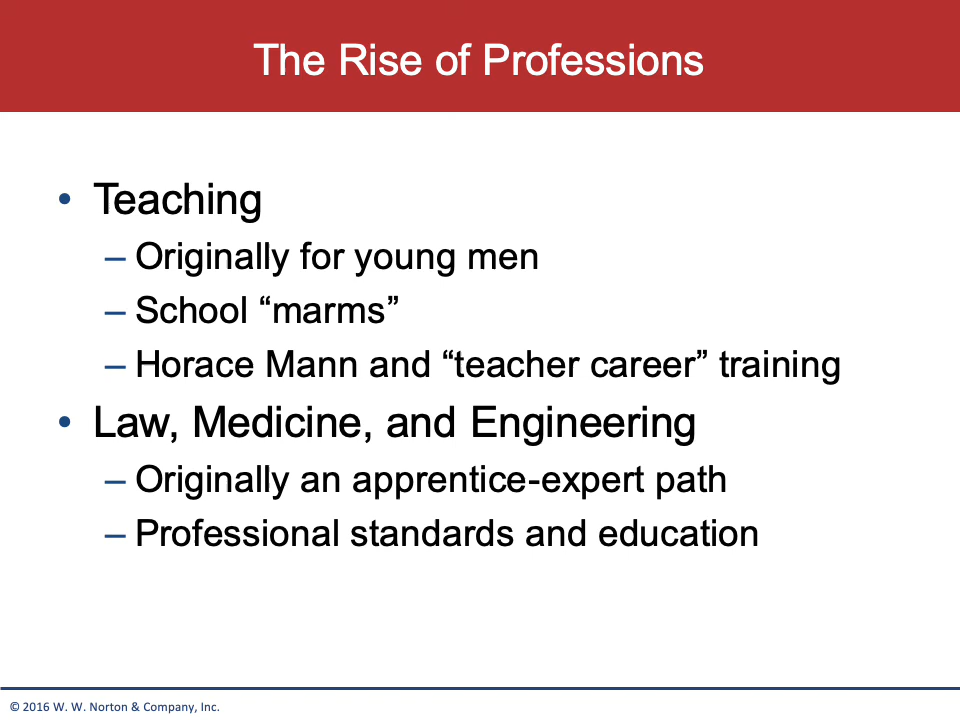 The Rise of Professions
• Teaching
– Originally for young men
– School “marms”
– Horace Mann and “teacher career” training
• Law, Medicine, and Engineering
– Originally an apprentice-expert path
– Professional standards and education
© 2016 W. W. Norton & Company, Inc.